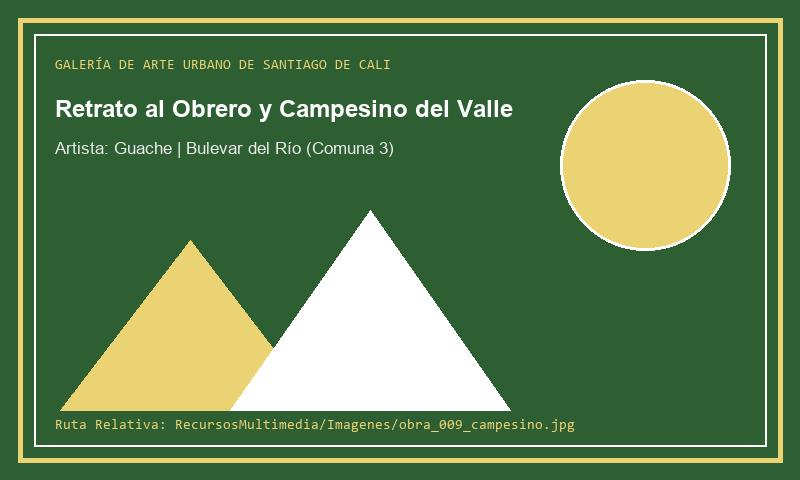 GALERÍA DE ARTE URBANO DE SANTIAGO DE CALI
Retrato al Obrero y Campesino del Valle
Artista: Guache | Bulevar del Río (Comuna 3)
Ruta Relativa: RecursosMultimedia/Imagenes/obra_009_campesino.jpg